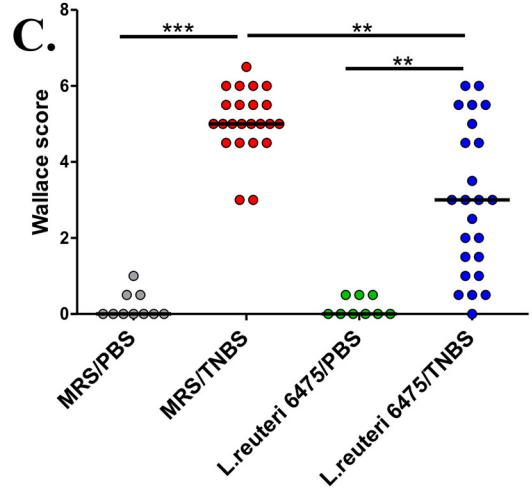 C.
***
**
**
Wallace score
8
6
4
2
0
MRS/PBS
MRS/TNBS
L.reuteri 6475/PBS
L.reuteri 6475/TNBS